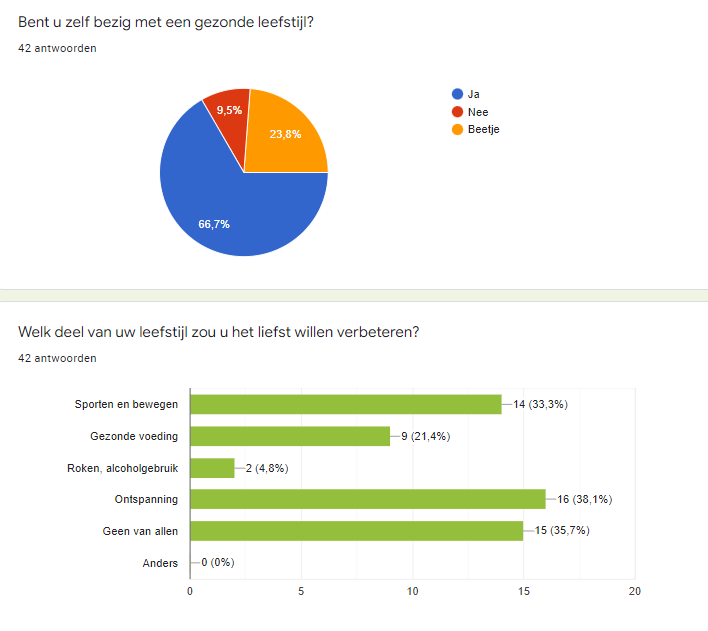 Bent u zelf bezig met een gezonde leefstijl?
42 antwoorden
Ja
Nee
Beetje
9,5%
23,8%
66,7%
Welk deel van uw leefstijl zou u het liefst willen verbeteren?
42 antwoorden
Sporten en bewegen 14 (33,3%)
Gezonde voeding 9 (21,4%)
Roken, alcoholgebruik 2 (4,8%)
Ontspanning 16 (38,1%)
Geen van allen 15 (35,7%)
Anders 0 (0%)
0 5 10 15 20